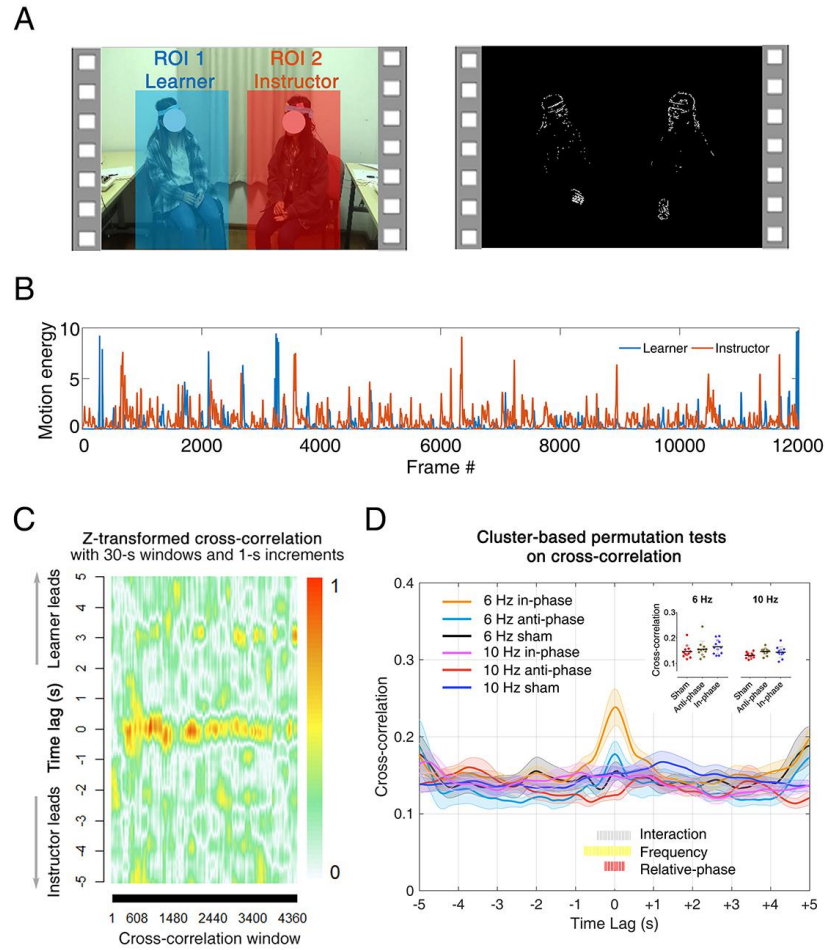 A
ROI 1
Learner
ROI 2
Instructor
B
Motion energy
10
5
0
Learner
Instructor
0 2000 4000 6000 8000 10000 12000
Frame #
C
Z-transformed cross-correlation
with 30-s windows and 1-s increments
Learner leads
Time lag (s)
Instructor leads
5
4
3
2
1
0
-1
-2
-3
-4
-5
1
0
1 608 1480 2440 3400 4360
Cross-correlation window
D
Cluster-based permutation tests
on cross-correlation
Cross-correlation
0.4
0.3
0.2
0.1
0
6 Hz in-phase
6 Hz anti-phase
6 Hz sham
10 Hz in-phase
10 Hz anti-phase
10 Hz sham
6 Hz 10 Hz
Cross-correlation
0.3
0.2
0.1
Sham
Anti-phase
In-phase
Sham
Anti-phase
In-phase
Interaction
Frequency
Relative-phase
-5 -4 -3 -2 -1 0 +1 +2 +3 +4 +5
Time Lag (s)